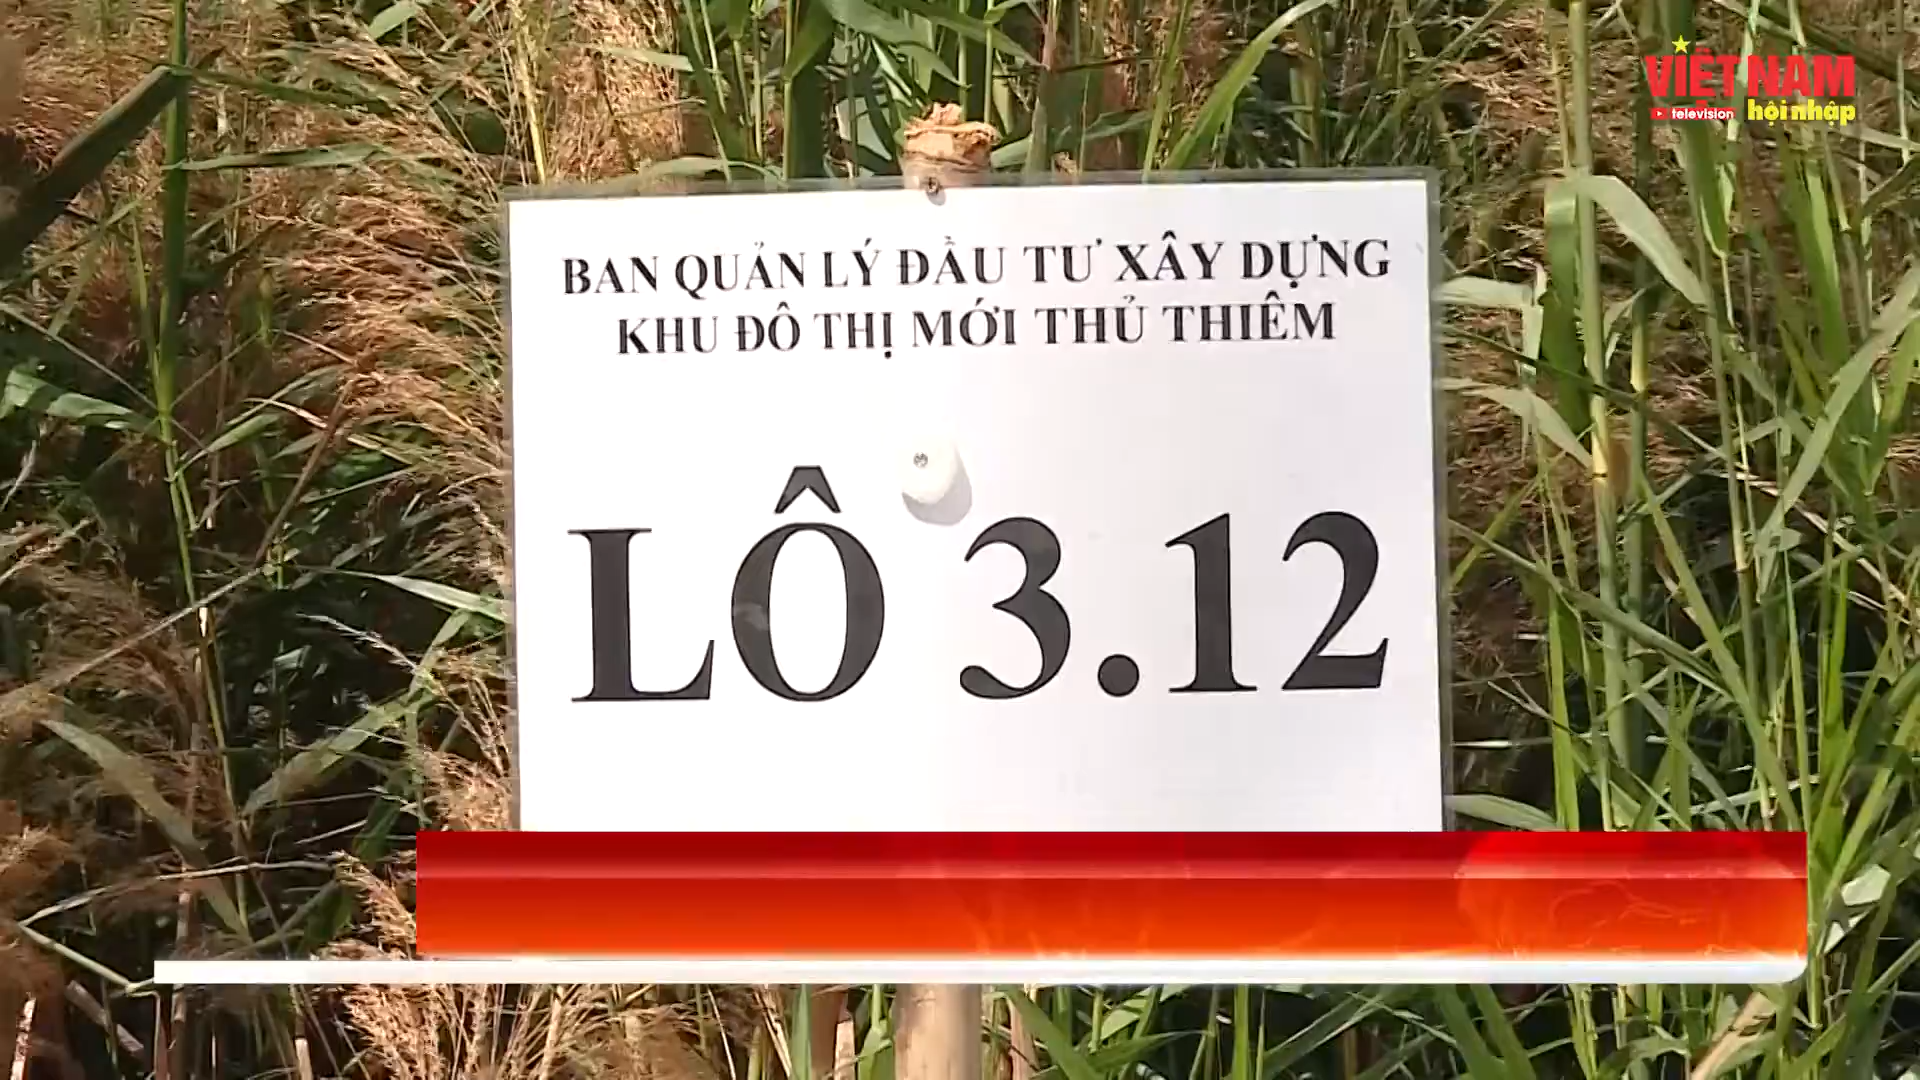 VIỆT NAM
television hội nhập
BAN QUẢN LÝ ĐẦU TƯ XÂY DỰNG
KHU ĐÔ THỊ MỚI THỦ THIÊM
LÔ 3.12